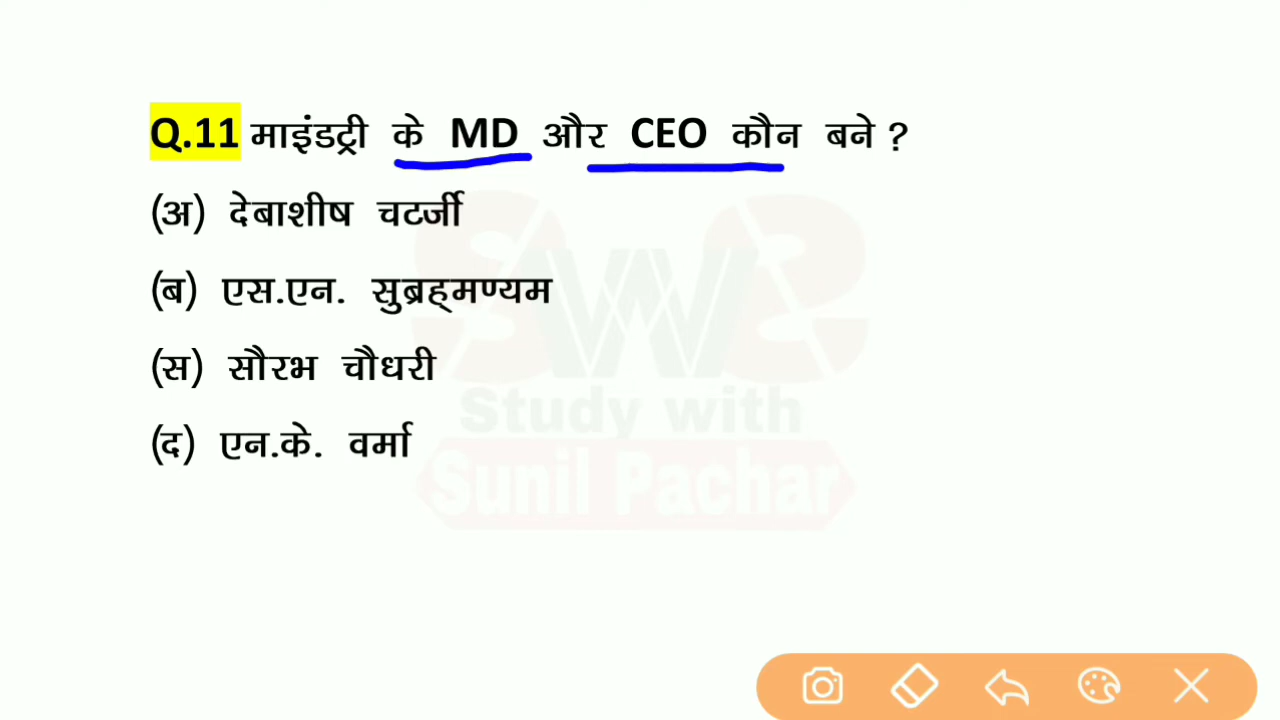 Q.11 माइंडट्री के MD और CEO कौन बने ?
(अ) देबाशीष चटर्जी
(ब) एस.एन. सुब्रह्मण्यम
(स) सौरभ चौधरी
(द) एन.के. वर्मा
SWS
Study with
Sunil Pachar